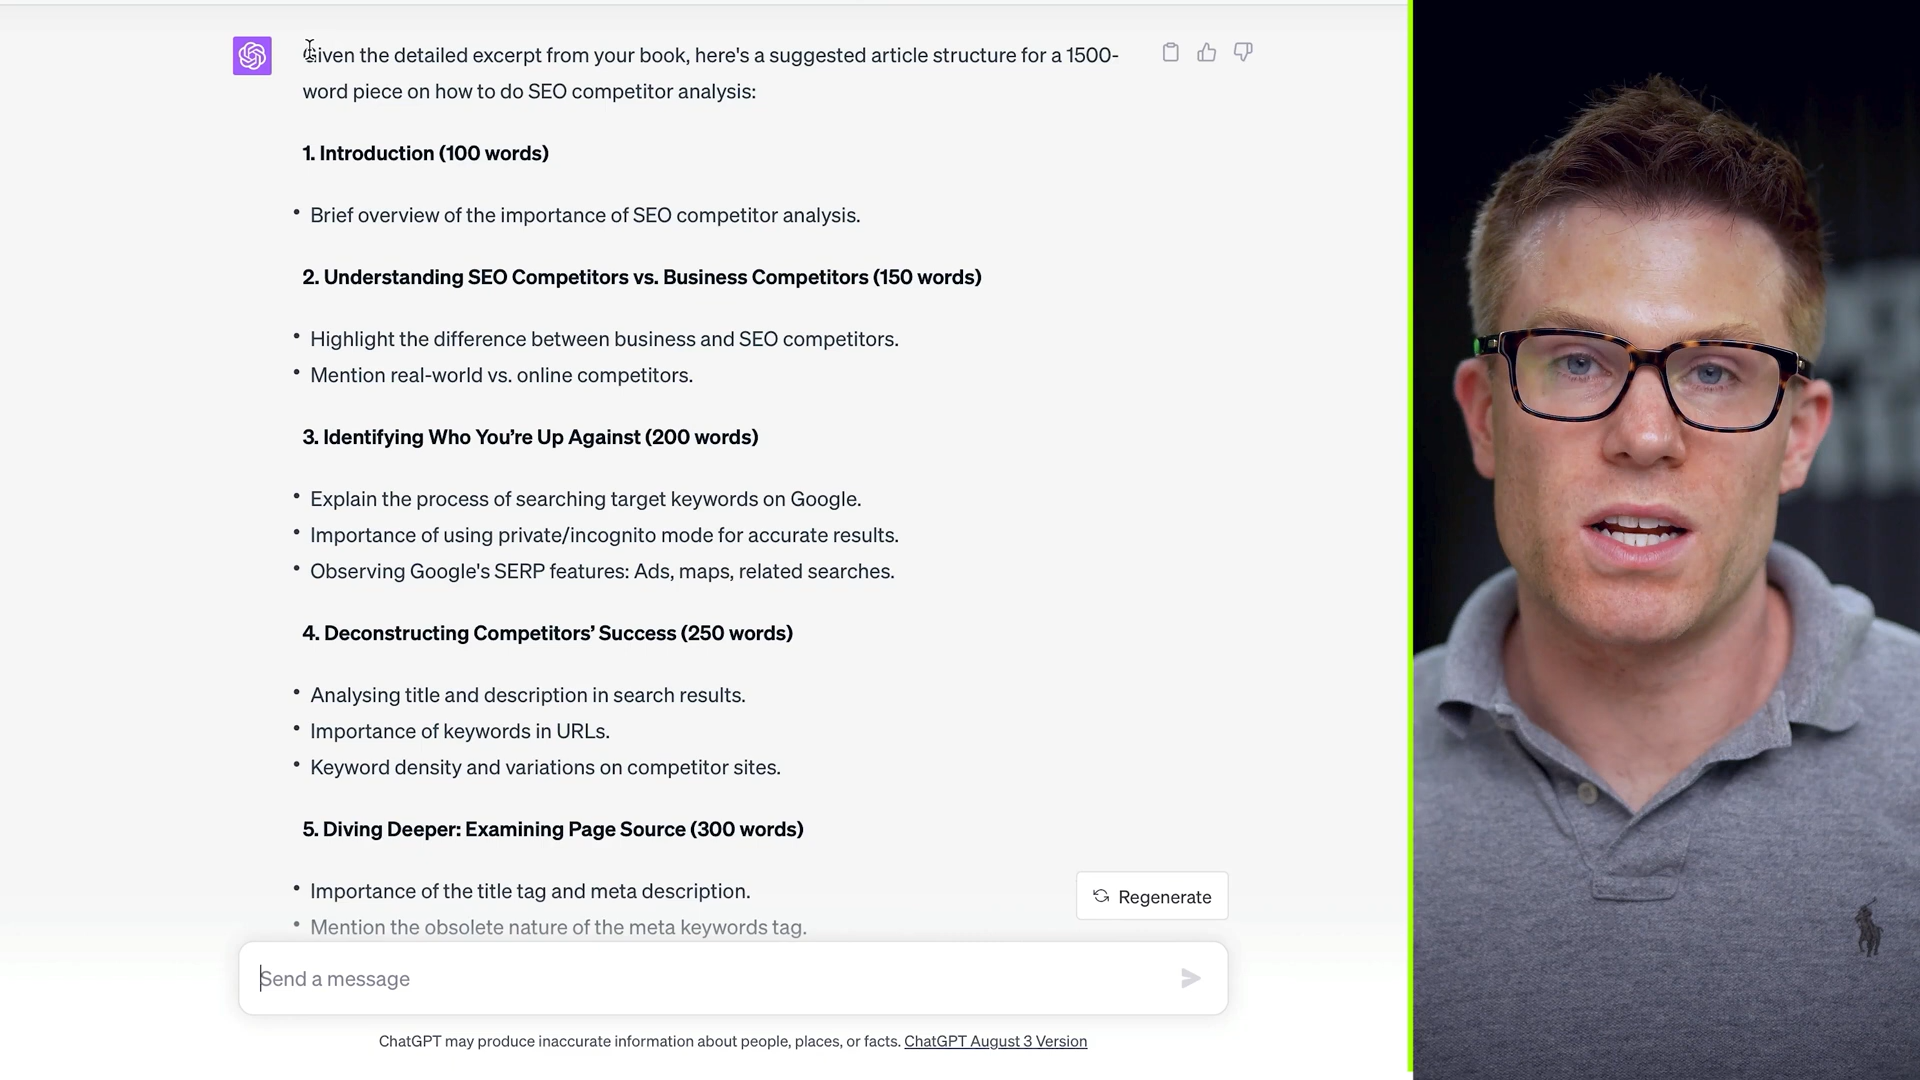 Given the detailed excerpt from your book, here's a suggested article structure for a 1500-
word piece on how to do SEO competitor analysis:
1. Introduction (100 words)
• Brief overview of the importance of SEO competitor analysis.
2. Understanding SEO Competitors vs. Business Competitors (150 words)
• Highlight the difference between business and SEO competitors.
• Mention real-world vs. online competitors.
3. Identifying Who You’re Up Against (200 words)
• Explain the process of searching target keywords on Google.
• Importance of using private/incognito mode for accurate results.
• Observing Google's SERP features: Ads, maps, related searches.
4. Deconstructing Competitors’ Success (250 words)
• Analysing title and description in search results.
• Importance of keywords in URLs.
• Keyword density and variations on competitor sites.
5. Diving Deeper: Examining Page Source (300 words)
• Importance of the title tag and meta description.
Regenerate
• Mention the obsolete nature of the meta keywords tag.
Send a message
ChatGPT may produce inaccurate information about people, places, or facts. ChatGPT August 3 Version